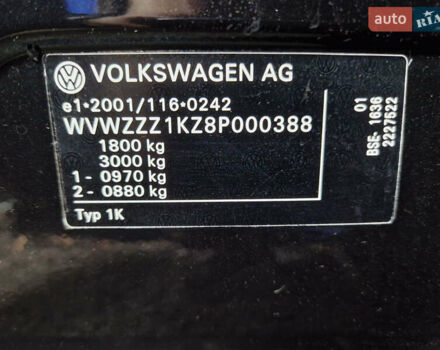 auto RIA
VOLKSWAGEN AG
e1*2001/116*0242
WVWZZZ1KZ8P000388
1800 kg
3000 kg
1 - 0970 kg
2 - 0880 kg
Typ 1K
01
BSE- 1636
2227522